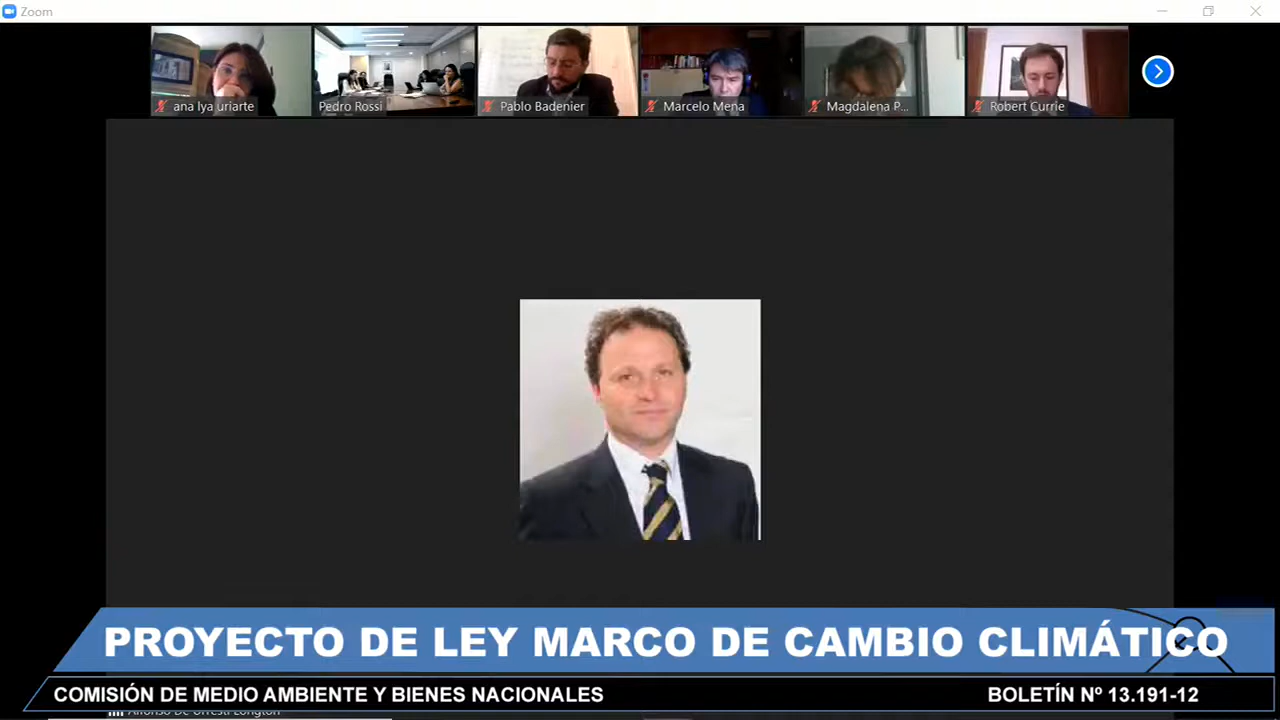 Zoom
ana lya uriarte
Pedro Rossi
Pablo Badenier
Marcelo Mena
Magdalena P...
Robert Currie
PROYECTO DE LEY MARCO DE CAMBIO CLIMÁTICO
COMISIÓN DE MEDIO AMBIENTE Y BIENES NACIONALES
BOLETÍN Nº 13.191-12